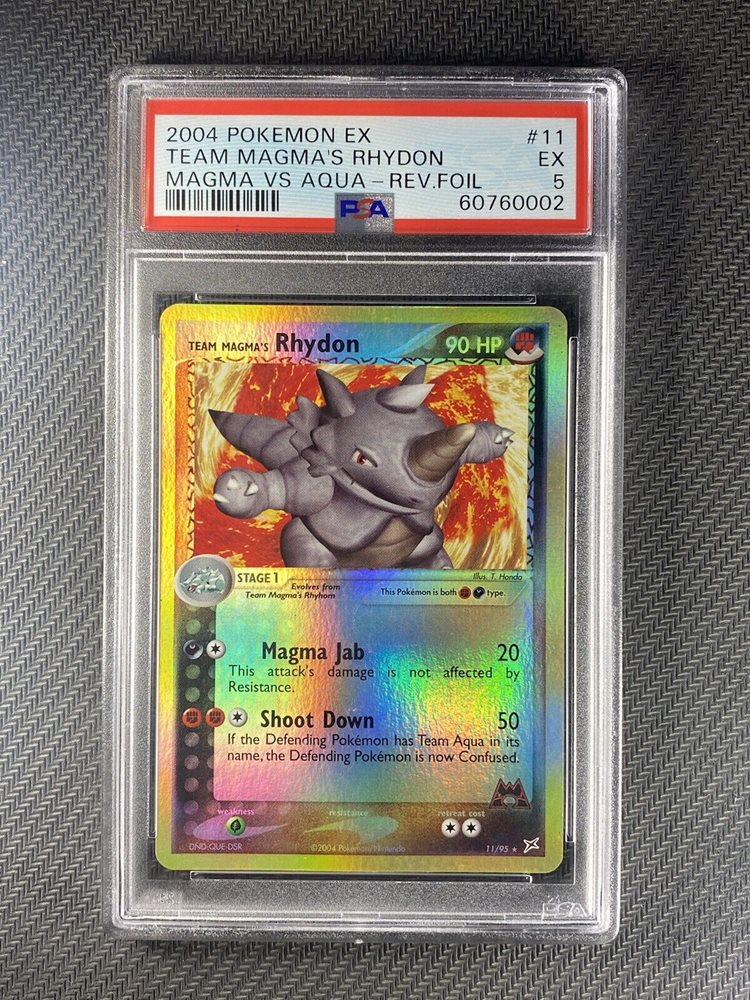 2004 POKEMON EX #11
TEAM MAGMA'S RHYDON EX
MAGMA VS AQUA-REV.FOIL 5
PSA 60760002
TEAM MAGMA'S Rhydon 90 HP
Illus. T. Honda
STAGE 1
Evolves from
Team Magma's Rhyhorn
This Pokémon is both type.
Magma Jab 20
This attack's damage is not affected by
Resistance.
Shoot Down 50
If the Defending Pokémon has Team Aqua in its
name, the Defending Pokémon is now Confused.
weakness resistance retreat cost
DND-QUE-DSR ©2004 Pokémon/Nintendo 11/95
PSA